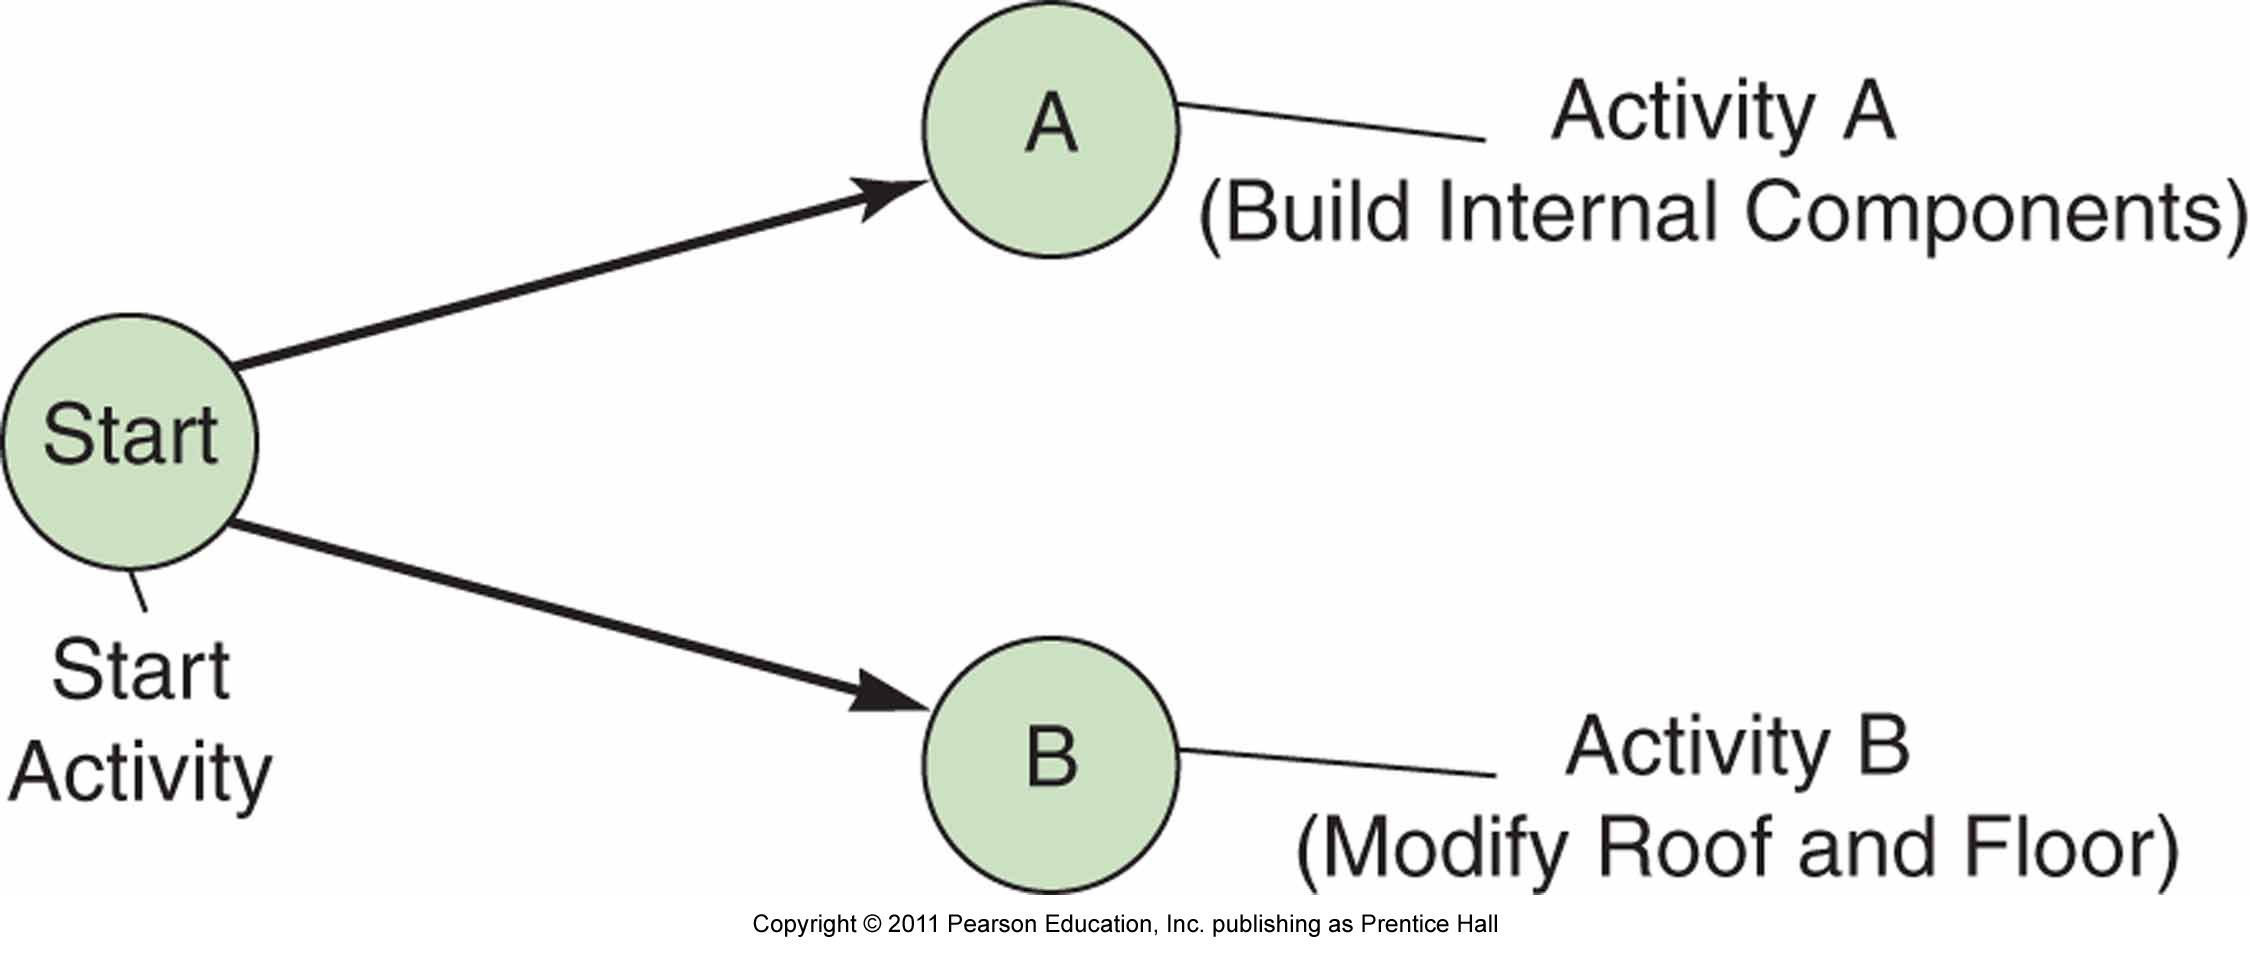 A
Activity A
(Build Internal Components)
Start
Start
Activity
B
Activity B
(Modify Roof and Floor)
Copyright © 2011 Pearson Education, Inc. publishing as Prentice Hall